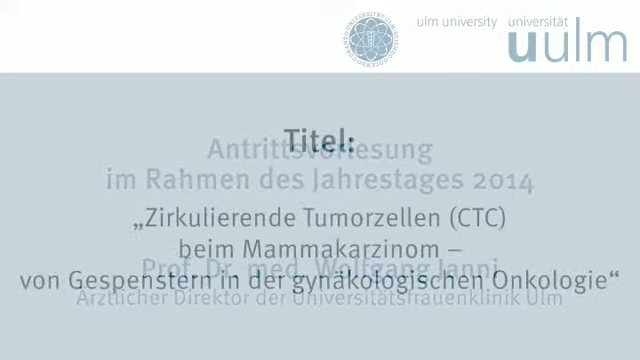 ulm university universität
uulm
Titel:
Antrittsvorlesung
im Rahmen des Jahrestages 2014
„Zirkulierende Tumorzellen (CTC)
beim Mammakarzinom –
von Gespenstern in der gynäkologischen Onkologie“
Prof. Dr. med. Wolfgang Janni
Ärztlicher Direktor der Universitätsfrauenklinik Ulm